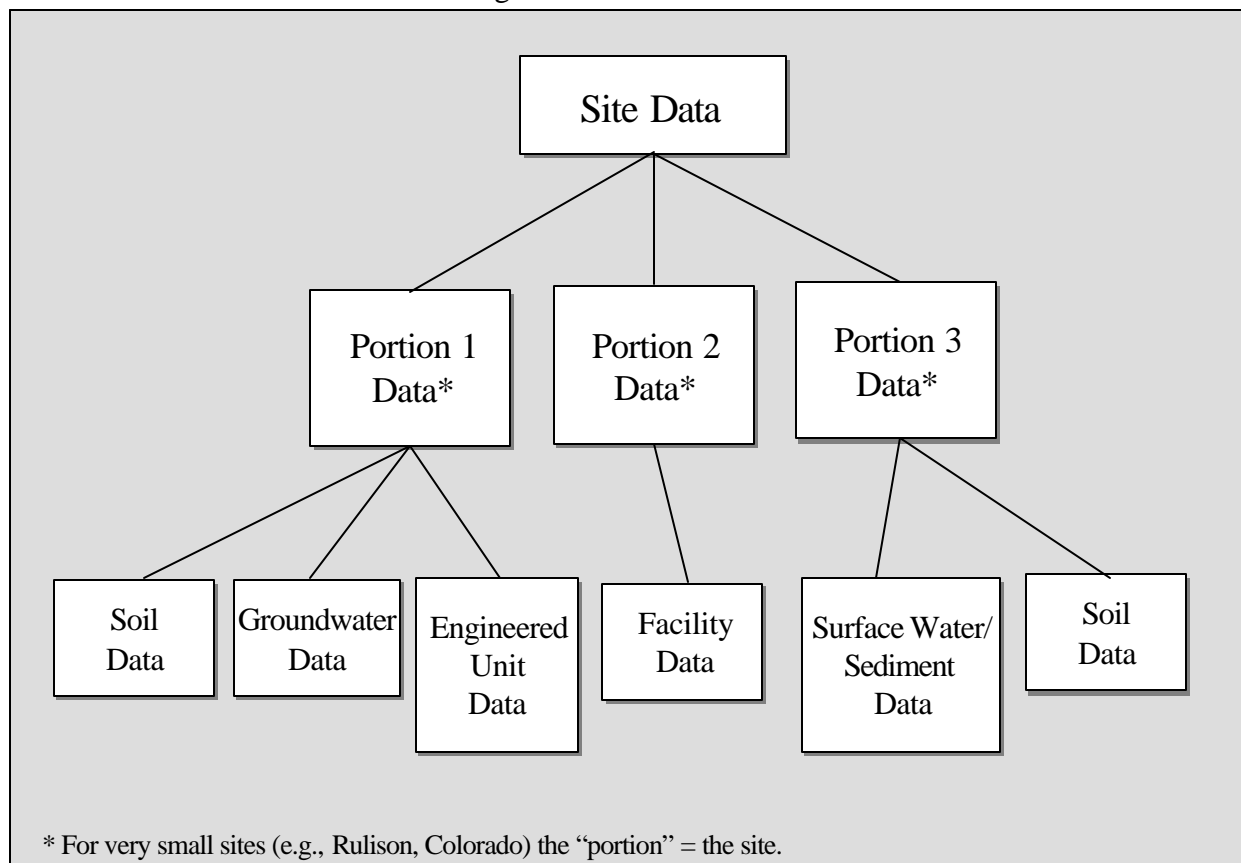 Site Data
Portion 1
Data*
Portion 2
Data*
Portion 3
Data*
Soil
Data
Groundwater
Data
Engineered
Unit
Data
Facility
Data
Surface Water/
Sediment
Data
Soil
Data
* For very small sites (e.g., Rulison, Colorado) the “portion” = the site.